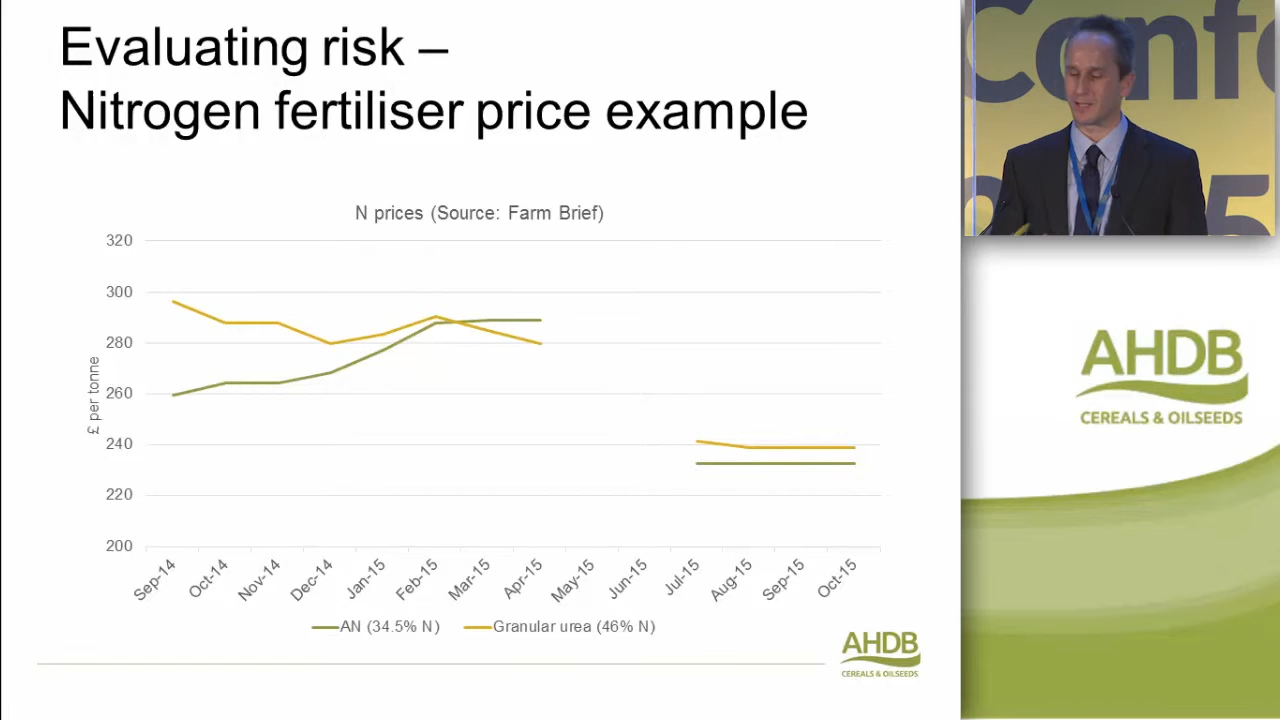 Evaluating risk –
Nitrogen fertiliser price example
N prices (Source: Farm Brief)
£ per tonne
320
300
280
260
240
220
200
Sep-14
Oct-14
Nov-14
Dec-14
Jan-15
Feb-15
Mar-15
Apr-15
May-15
Jun-15
Jul-15
Aug-15
Sep-15
Oct-15
AN (34.5% N)
Granular urea (46% N)
AHDB
CEREALS & OILSEEDS
Confe
5
AHDB
CEREALS & OILSEEDS